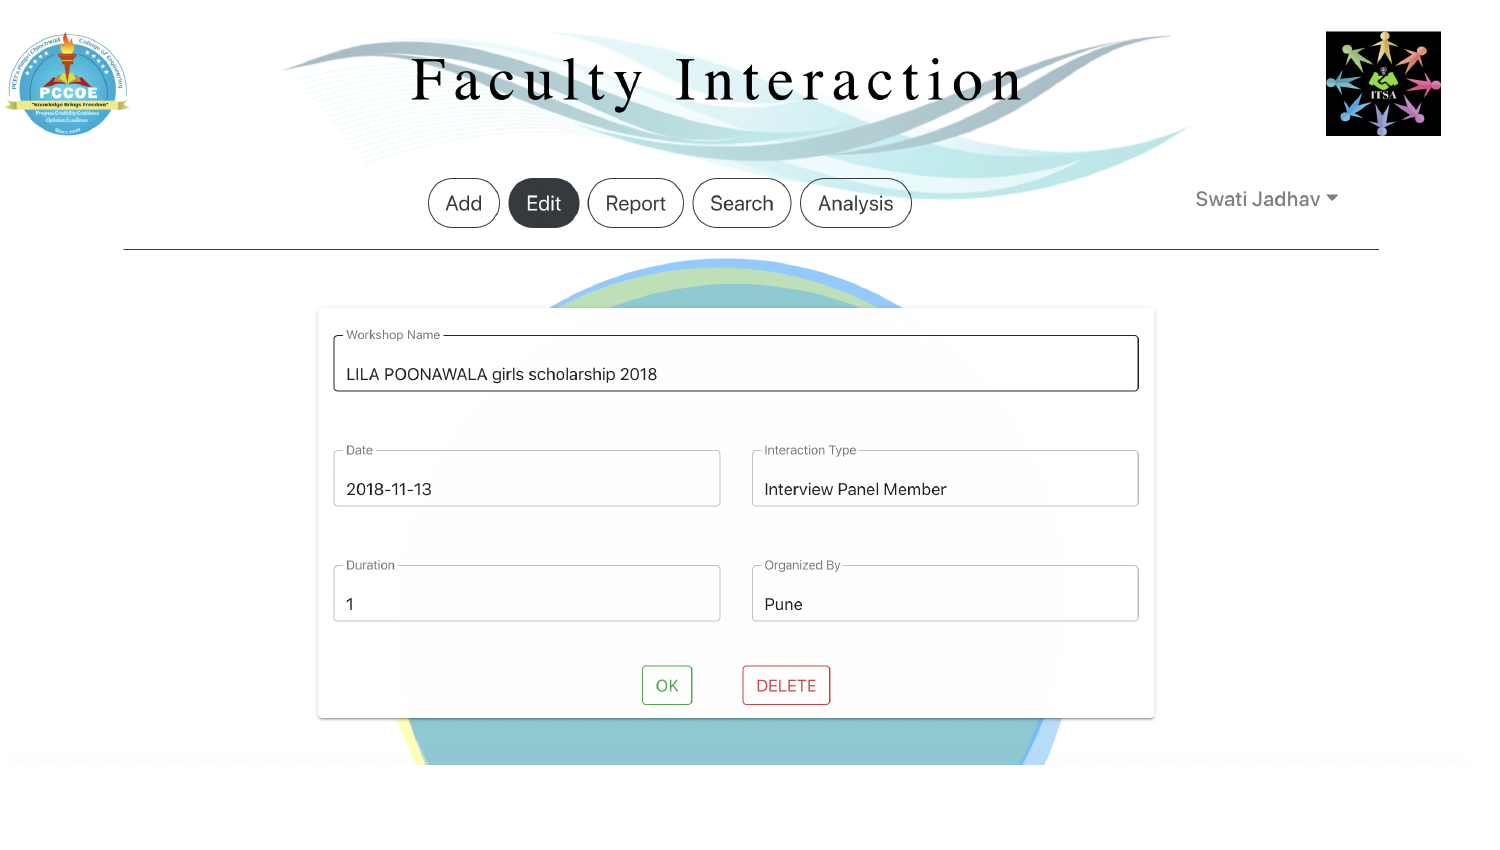 PCET's Pimpri Chinchwad College of Engineering
PCCOE
"Knowledge Brings Freedom"
Progress Credibility Confidence
Optimism Excellence
Since 1999
Faculty Interaction
ITSA
Add Edit Report Search Analysis
Swati Jadhav
Workshop Name
LILA POONAWALA girls scholarship 2018
Date
2018-11-13
Interaction Type
Interview Panel Member
Duration
1
Organized By
Pune
OK DELETE